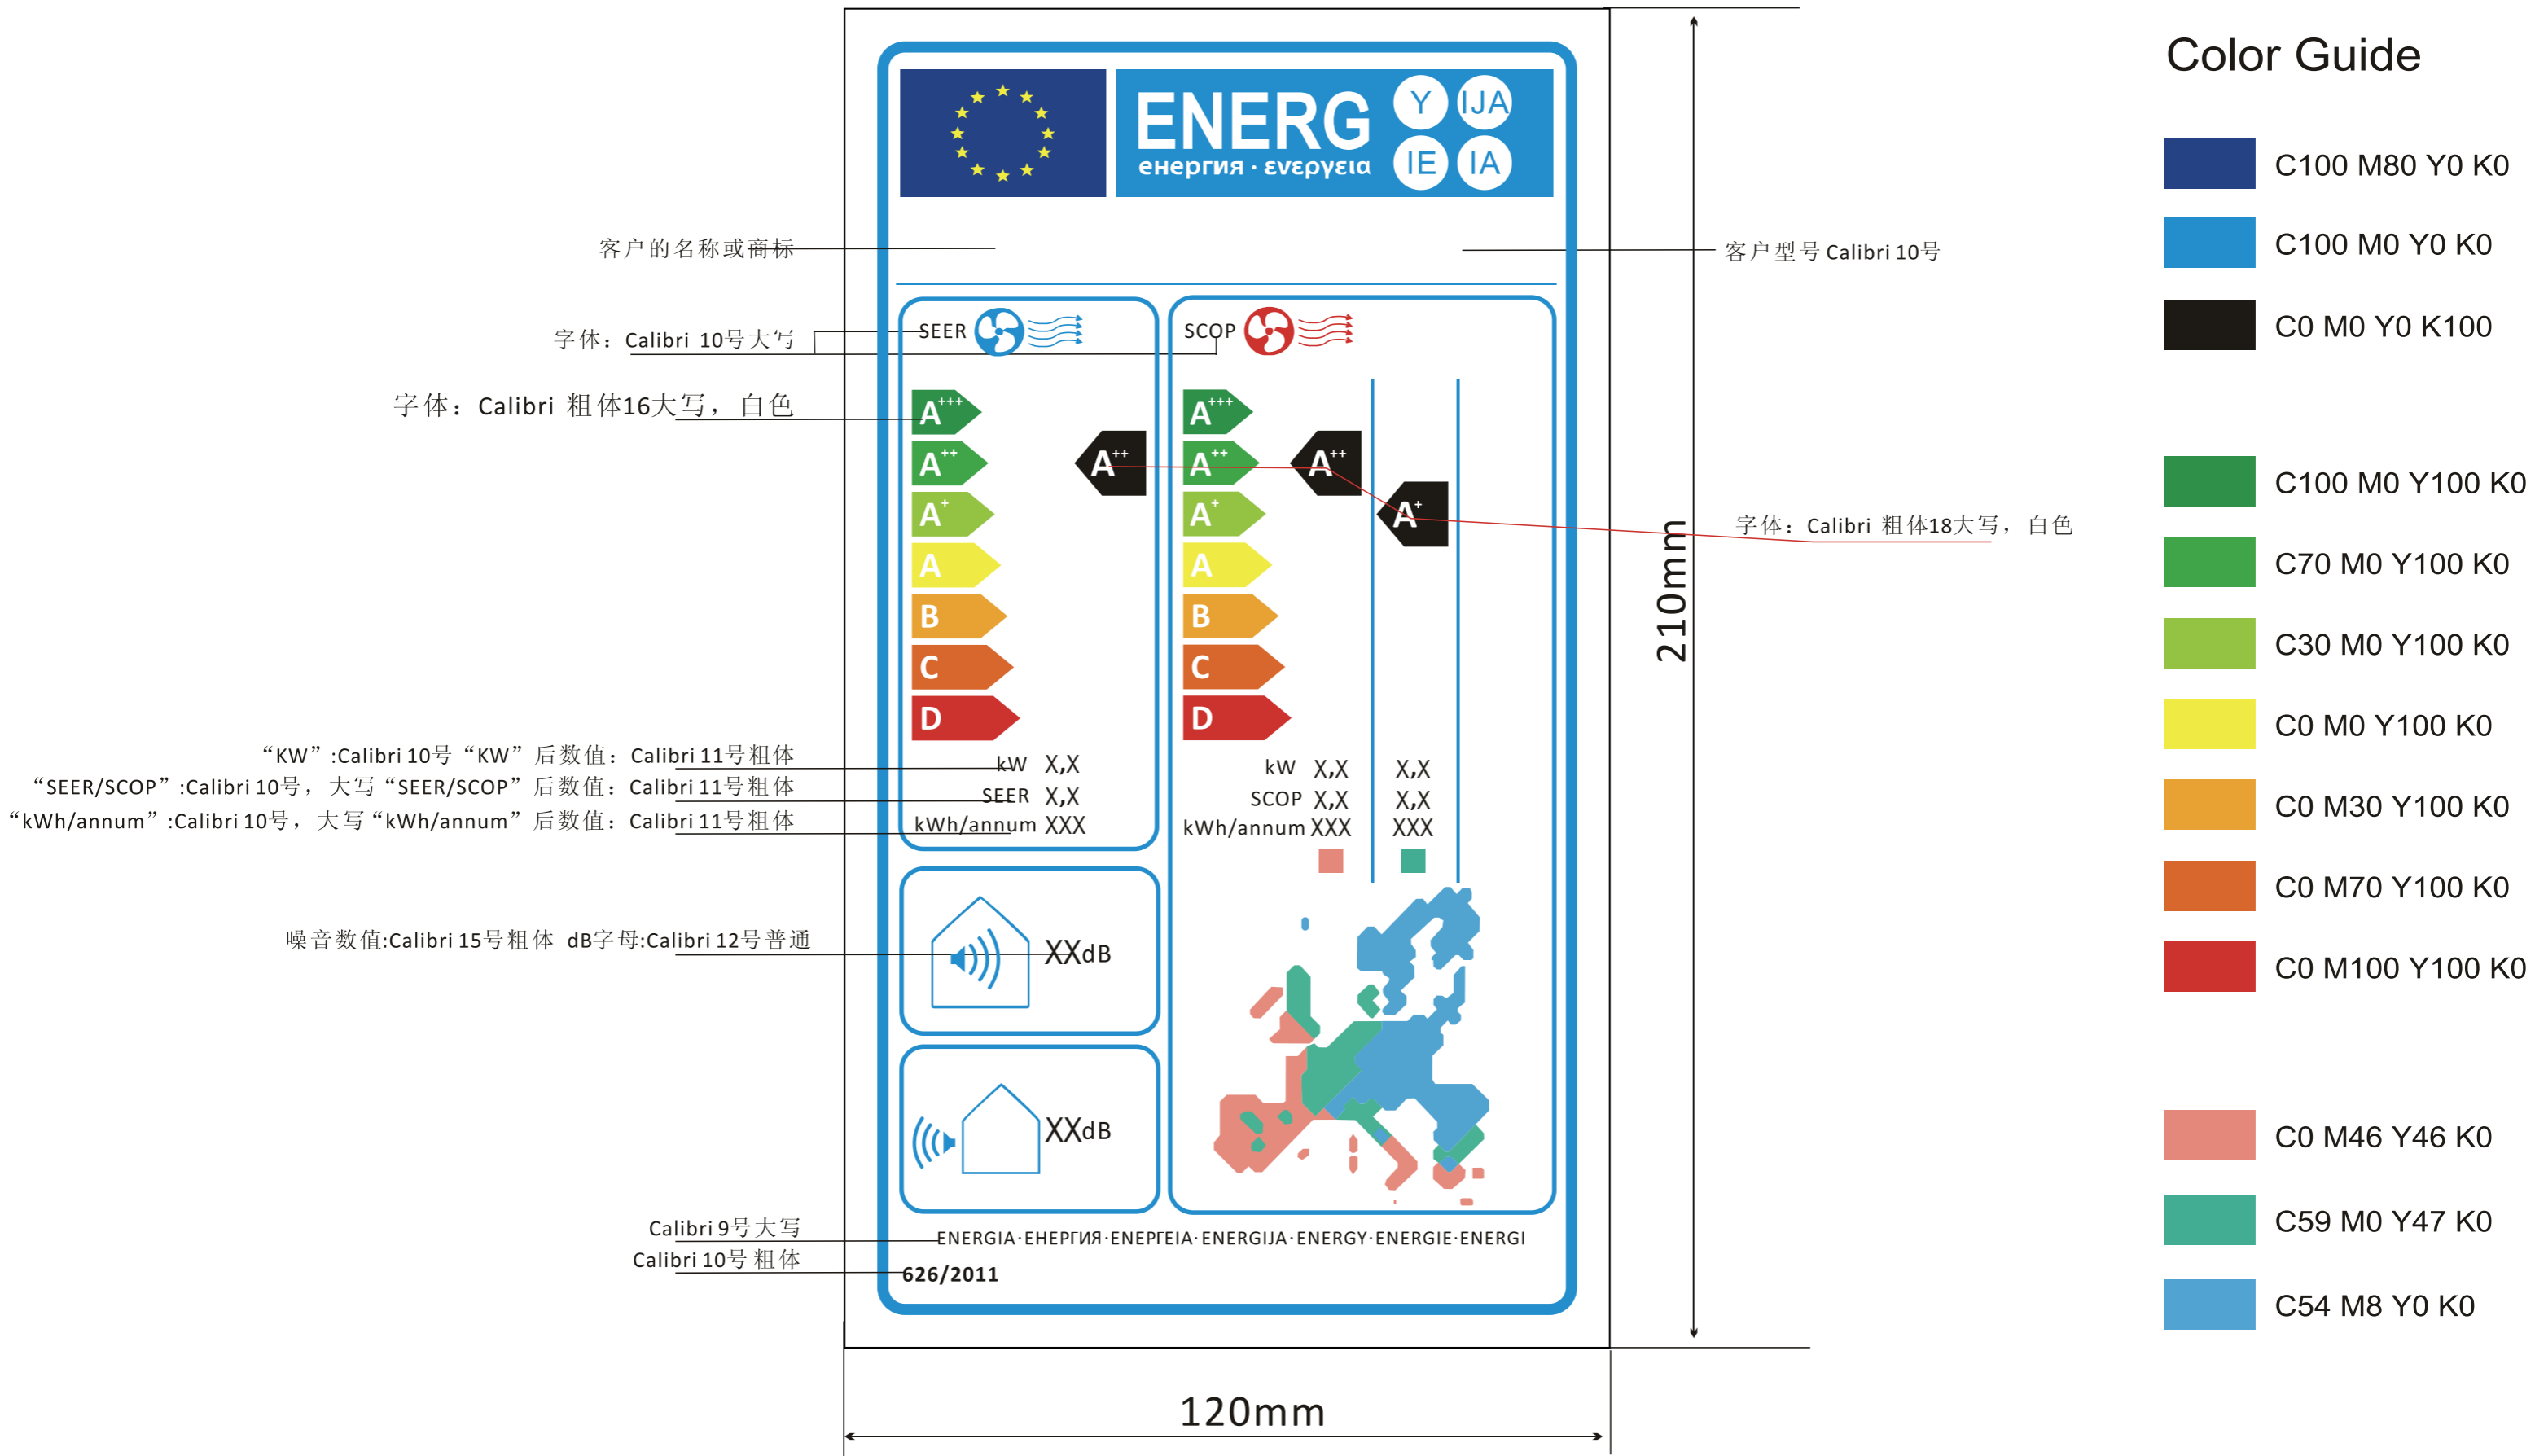 Color Guide
ENERG
енергия · ενεργεια
Y
IJA
IE
IA
C100 M80 Y0 K0
C100 M0 Y0 K0
C0 M0 Y0 K100
客户的名称或商标
客户型号 Calibri 10号
SEER
SCOP
字体：Calibri 10号大写
字体：Calibri 粗体16大写，白色
A+++
A++
A+
A
B
C
D
A++
A+++
A++
A+
A
B
C
D
A++
A+
字体：Calibri 粗体18大写，白色
210mm
C100 M0 Y100 K0
C70 M0 Y100 K0
C30 M0 Y100 K0
C0 M0 Y100 K0
C0 M30 Y100 K0
C0 M70 Y100 K0
C0 M100 Y100 K0
“KW”:Calibri 10号 “KW” 后数值：Calibri 11号粗体
“SEER/SCOP”:Calibri 10号，大写 “SEER/SCOP” 后数值：Calibri 11号粗体
“kWh/annum”:Calibri 10号，大写 “kWh/annum” 后数值：Calibri 11号粗体
kW X,X
SEER X,X
kWh/annum XXX
kW X,X X,X
SCOP X,X X,X
kWh/annum XXX XXX
噪音数值:Calibri 15号粗体 dB字母:Calibri 12号普通
XXdB
XXdB
C0 M46 Y46 K0
C59 M0 Y47 K0
C54 M8 Y0 K0
Calibri 9号大写
ENERGIA·ЕНЕРГИЯ·ΕΝΕΡΓΕΙΑ·ENERGIJA·ENERGY·ENERGIE·ENERGI
Calibri 10号 粗体
626/2011
120mm